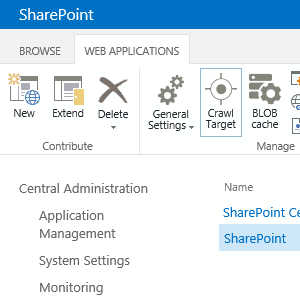 SharePoint
BROWSE WEB APPLICATIONS
New Extend Delete General Settings Crawl Target BLOB cache
Contribute Manage
Central Administration
Application
Management
System Settings
Monitoring
Name
SharePoint Ce
SharePoint